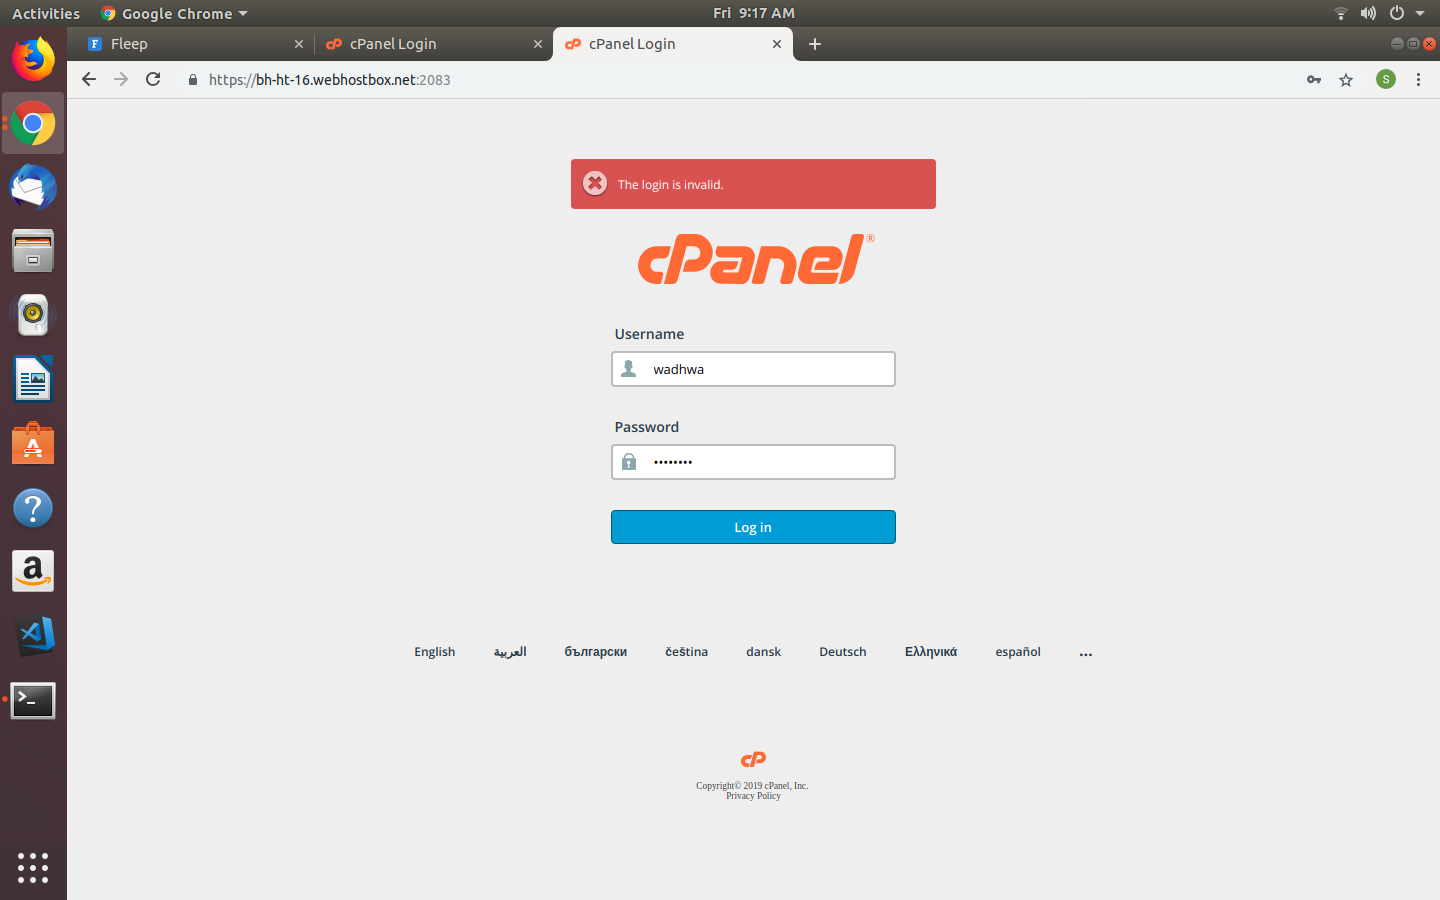 Activities Google Chrome Fri 9:17 AM
Fleep cPanel Login cPanel Login
https://bh-ht-16.webhostbox.net:2083 S
The login is invalid.
cPanel®
Username
wadhwa
Password
••••••••
Log in
English العربية български čeština dansk Deutsch Ελληνικά español ...
cP
Copyright© 2019 cPanel, Inc.
Privacy Policy